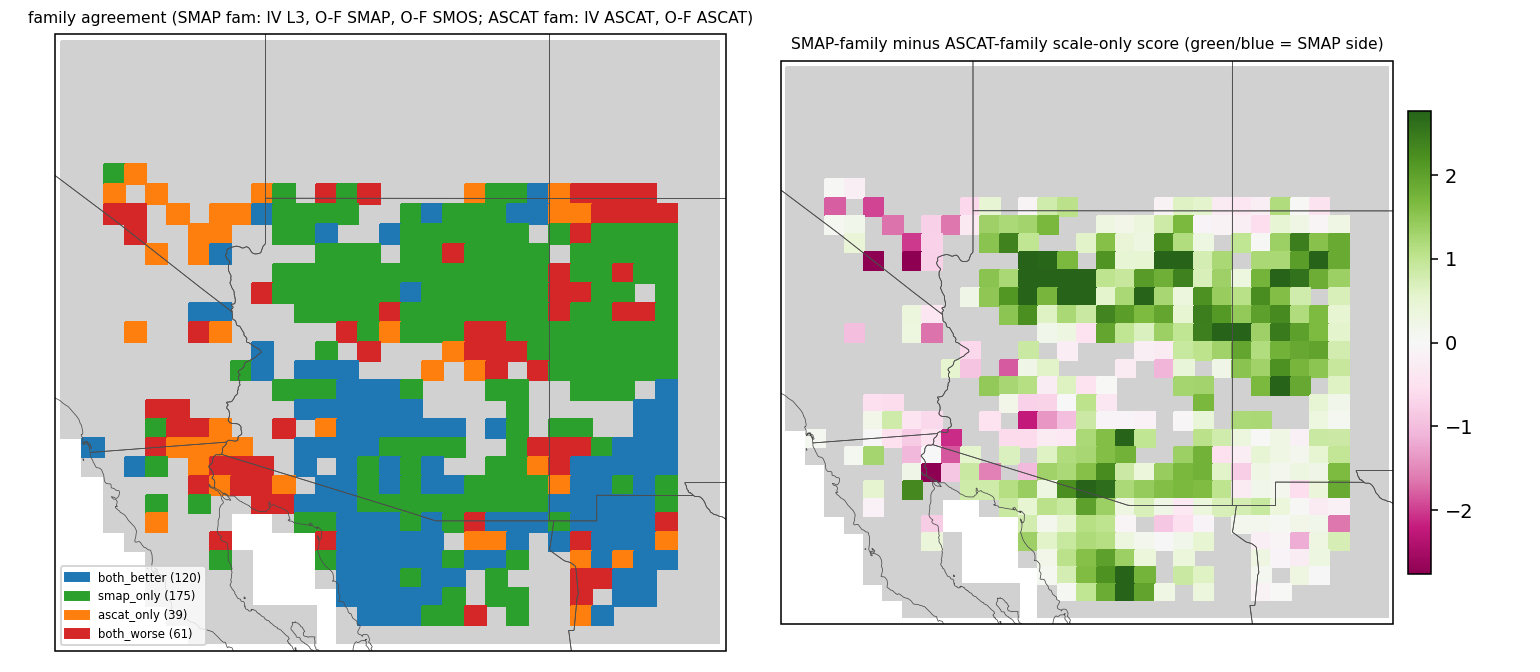 family agreement (SMAP fam: IV L3, O-F SMAP, O-F SMOS; ASCAT fam: IV ASCAT, O-F ASCAT)
both_better (120)
smap_only (175)
ascat_only (39)
both_worse (61)
SMAP-family minus ASCAT-family scale-only score (green/blue = SMAP side)
2
1
0
−1
−2